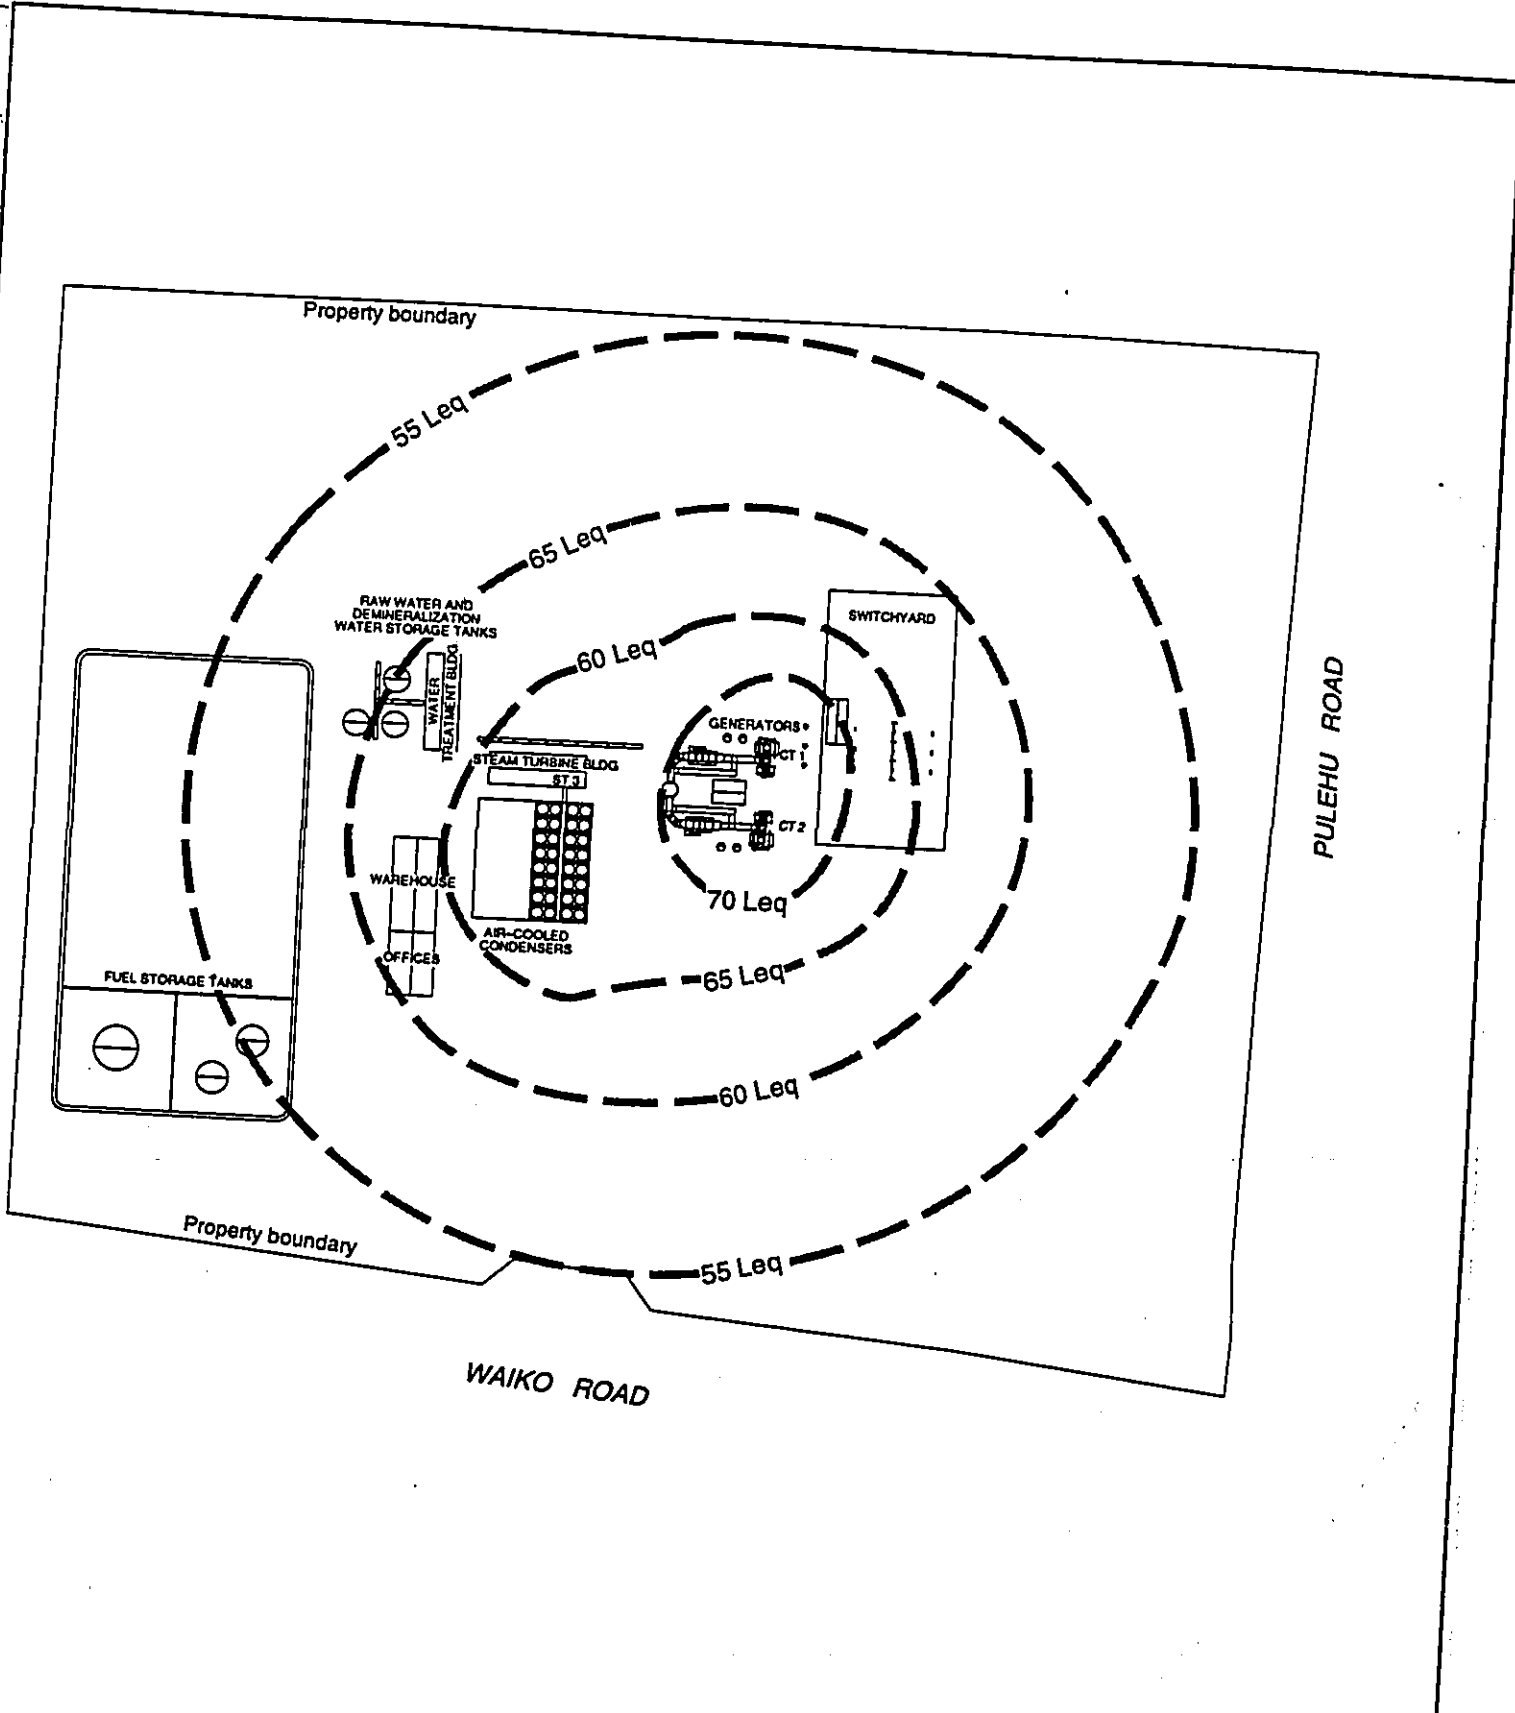 Property boundary
55 Leq
65 Leq
RAW WATER AND
DEMINERALIZATION
WATER STORAGE TANKS
SWITCHYARD
60 Leq
WATER
TREATMENT BLDG
PULEHU ROAD
GENERATORS
STEAM TURBINE BLDG
CT 1
ST 3
CT 2
WAREHOUSE
70 Leq
AIR-COOLED
CONDENSERS
OFFICES
65 Leq
FUEL STORAGE TANKS
60 Leq
Property boundary
55 Leq
WAIKO ROAD